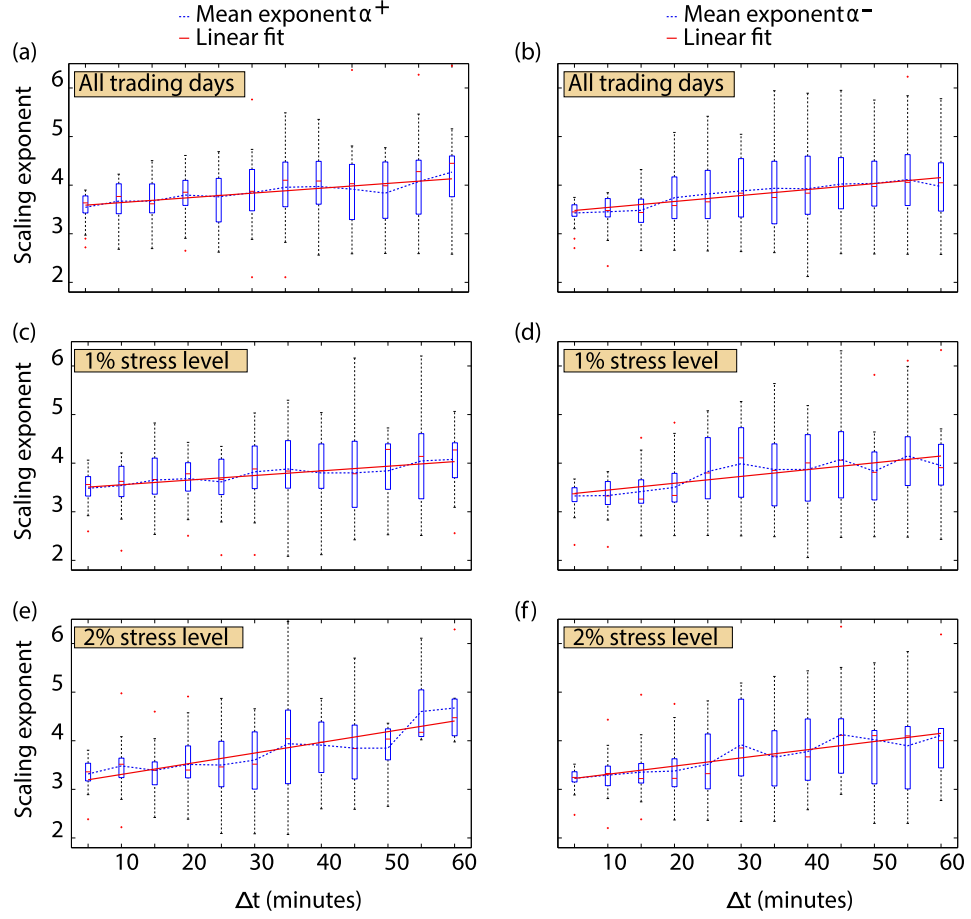 Mean exponent α+
Linear fit
Mean exponent α−
Linear fit
(a)
All trading days
Scaling exponent
6
5
4
3
2
(b)
All trading days
(c)
1% stress level
Scaling exponent
6
5
4
3
2
(d)
1% stress level
(e)
2% stress level
Scaling exponent
6
5
4
3
2
(f)
2% stress level
10 20 30 40 50 60
10 20 30 40 50 60
Δt (minutes)
Δt (minutes)